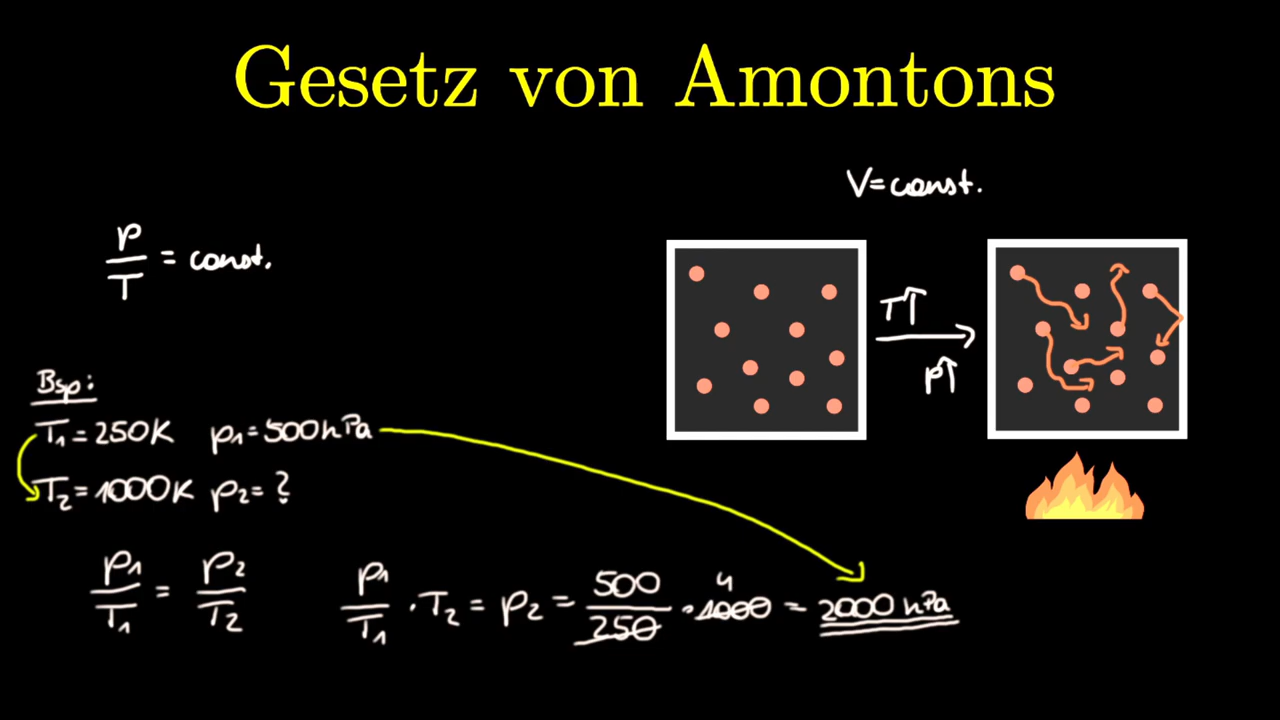 Gesetz von Amontons
V=const.
p/T = const.
T↑
p↑
Bsp:
T₁=250K p₁=500hPa
T₂=1000K p₂=?
p₁/T₁ = p₂/T₂
p₁/T₁ · T₂ = p₂ = 500/250 · 1000 4 = 2000 hPa